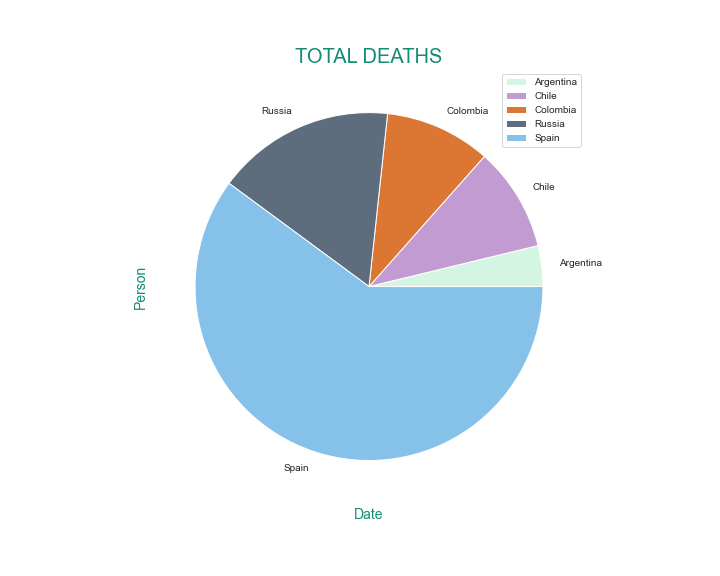 TOTAL DEATHS
Argentina
Chile
Colombia
Russia
Spain
Russia
Colombia
Chile
Argentina
Person
Spain
Date